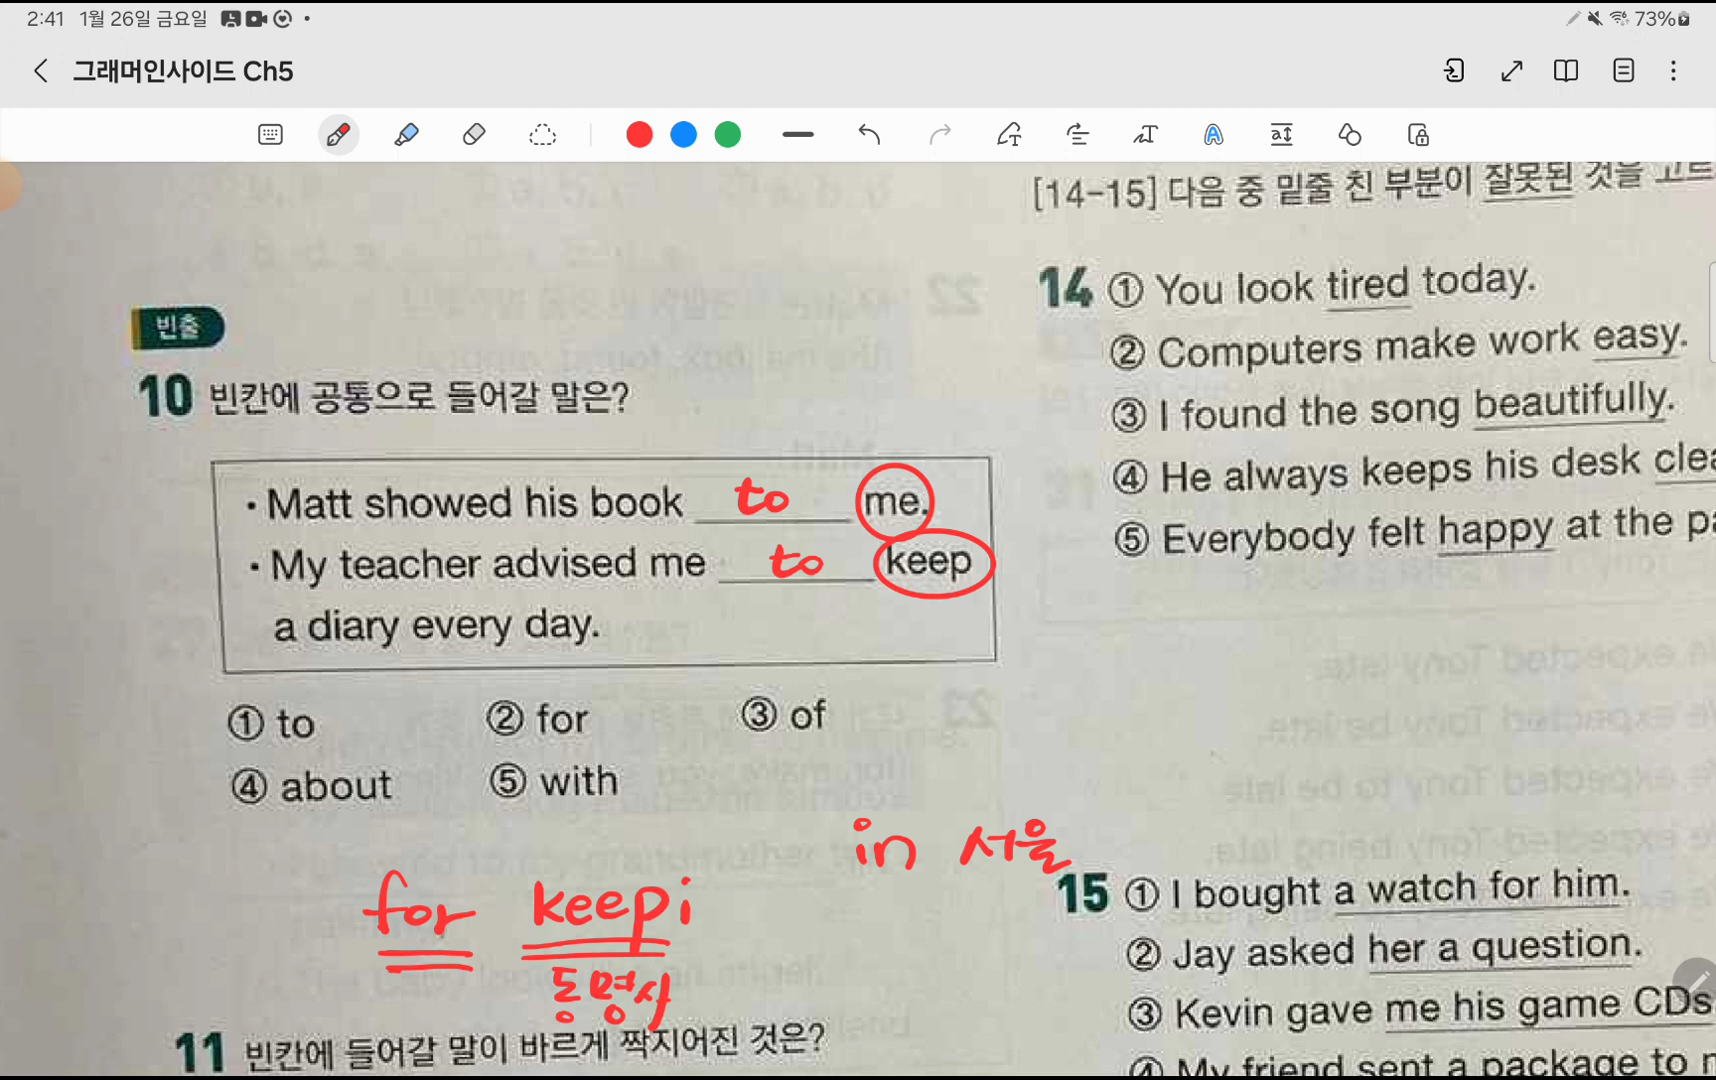 2:41 1월 26일 금요일
73%
그래머인사이드 Ch5
[14-15] 다음 중 밑줄 친 부분이 잘못된 것을
빈출
10 빈칸에 공통으로 들어갈 말은?
• Matt showed his book to me.
• My teacher advised me to keep
a diary every day.
① to ② for ③ of
④ about ⑤ with
in 서울
for keepi
동명사
11 빈칸에 들어갈 말이 바르게 짝지어진 것은?
14 ① You look tired today.
② Computers make work easy.
③ I found the song beautifully.
④ He always keeps his desk
⑤ Everybody felt happy at the
15 ① I bought a watch for him.
② Jay asked her a question.
③ Kevin gave me his game CDs
④ My friend sent a package to